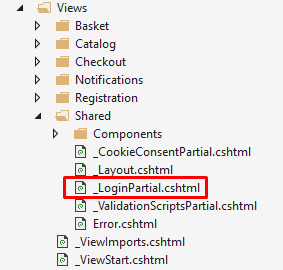 Views
Basket
Catalog
Checkout
Notifications
Registration
Shared
Components
_CookieConsentPartial.cshtml
_Layout.cshtml
_LoginPartial.cshtml
_ValidationScriptsPartial.cshtml
Error.cshtml
_ViewImports.cshtml
_ViewStart.cshtml